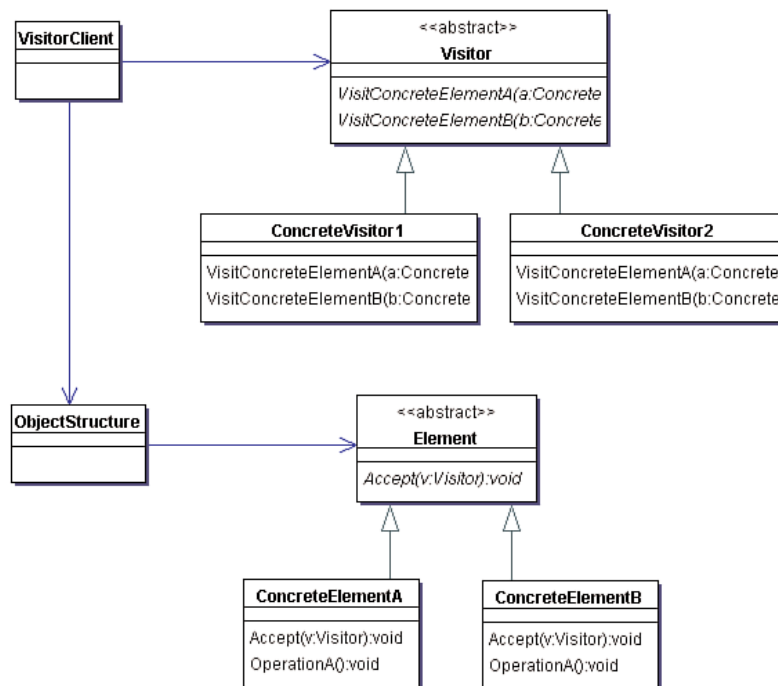 VisitorClient
<<abstract>>
Visitor
VisitConcreteElementA(a:Concrete
VisitConcreteElementB(b:Concrete
ConcreteVisitor1
VisitConcreteElementA(a:Concrete
VisitConcreteElementB(b:Concrete
ConcreteVisitor2
VisitConcreteElementA(a:Concrete
VisitConcreteElementB(b:Concrete
ObjectStructure
<<abstract>>
Element
Accept(v:Visitor):void
ConcreteElementA
Accept(v:Visitor):void
OperationA():void
ConcreteElementB
Accept(v:Visitor):void
OperationA():void